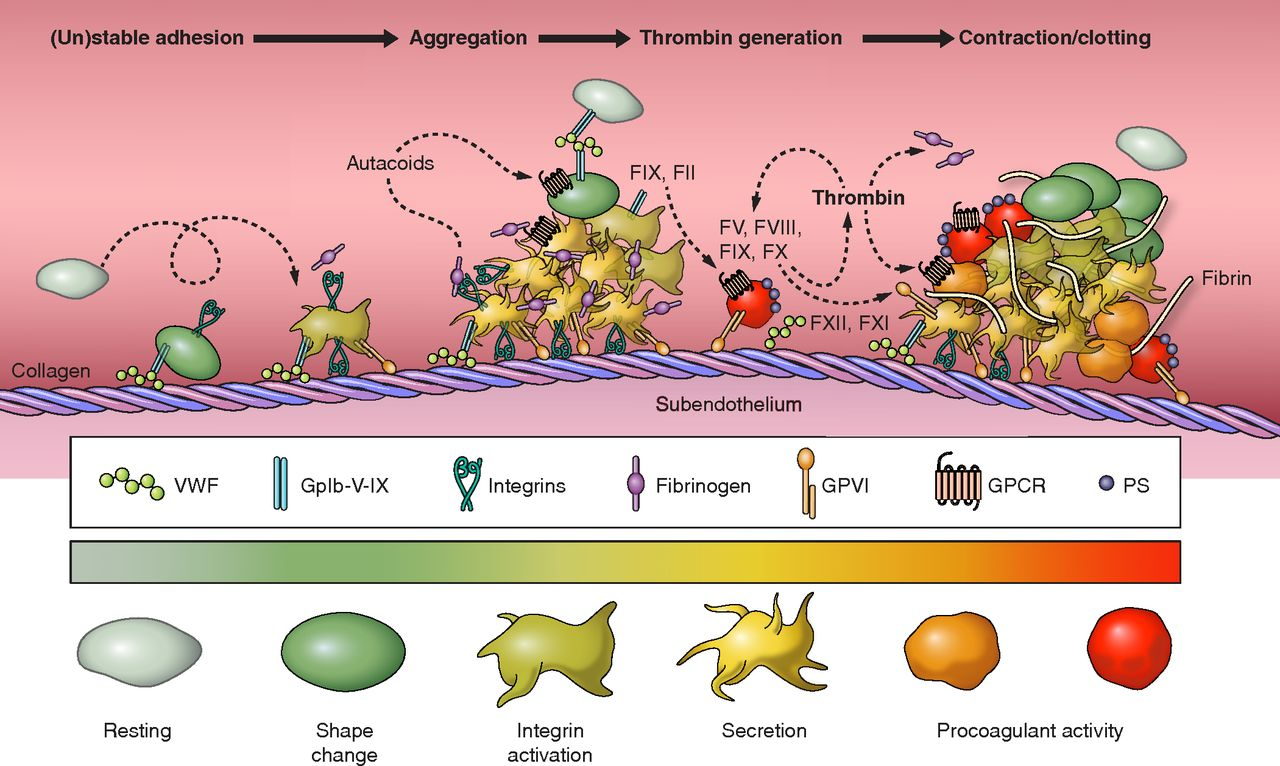 (Un)stable adhesion
Aggregation
Thrombin generation
Contraction/clotting
Autacoids
FIX, FII
Thrombin
FV, FVIII,
FIX, FX
Fibrin
FXII, FXI
Collagen
Subendothelium
VWF
GpIb-V-IX
Integrins
Fibrinogen
GPVI
GPCR
PS
Resting
Shape
change
Integrin
activation
Secretion
Procoagulant activity